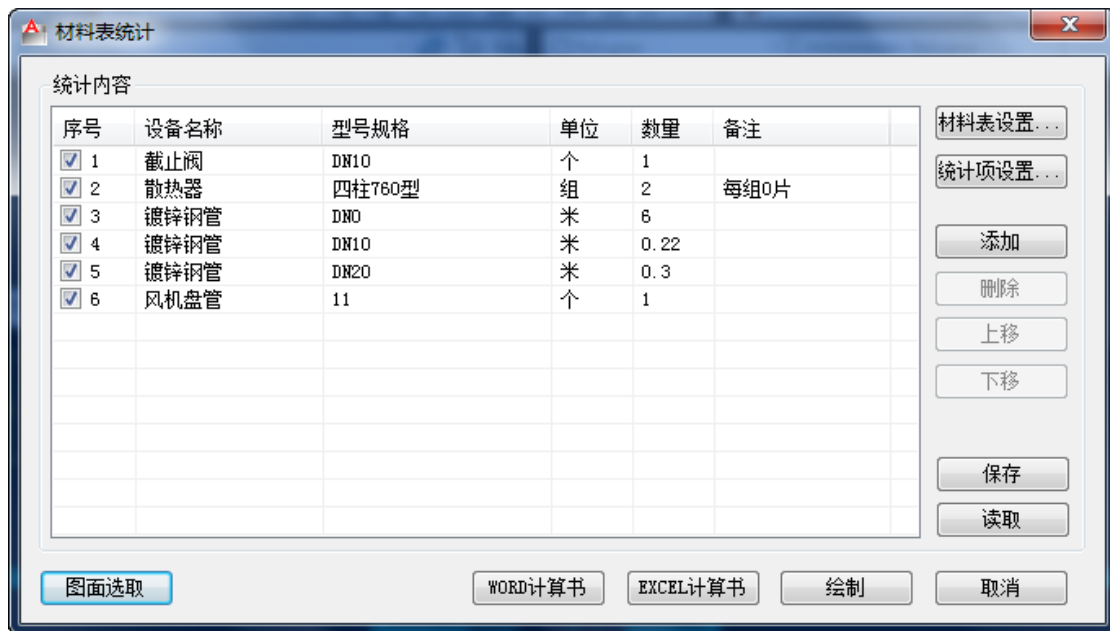 材料表统计
统计内容
序号 设备名称 型号规格 单位 数量 备注
1 截止阀 DN10 个 1
2 散热器 四柱760型 组 2 每组0片
3 镀锌钢管 DN0 米 6
4 镀锌钢管 DN10 米 0.22
5 镀锌钢管 DN20 米 0.3
6 风机盘管 11 个 1
材料表设置...
统计项设置...
添加
删除
上移
下移
保存
读取
图面选取 WORD计算书 EXCEL计算书 绘制 取消